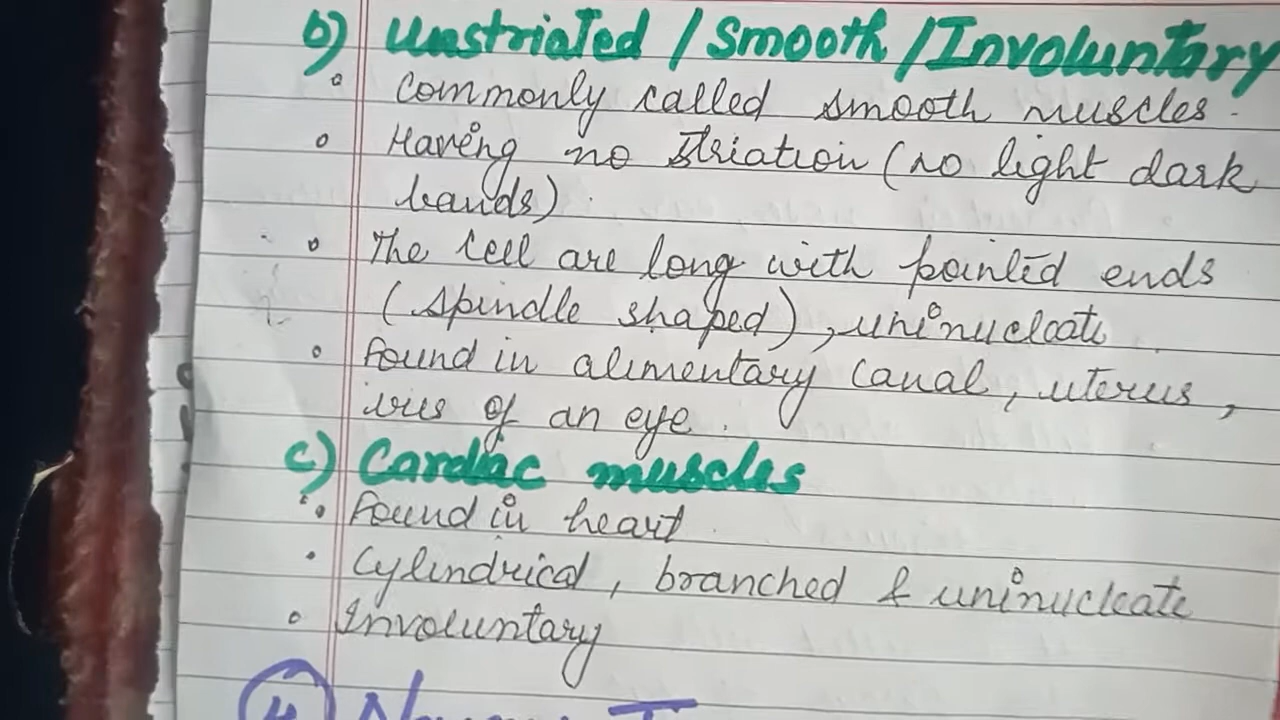 b) Unstriated / Smooth / Involuntary
° Commonly called smooth muscles.
° Having no striation (no light dark
bands).
° The cell are long with pointed ends
(spindle shaped), uninucleate
° Found in alimentary canal, uterus,
iris of an eye.
c) Cardiac muscles
° Found in heart.
• Cylindrical, branched & uninucleate
° Involuntary
4